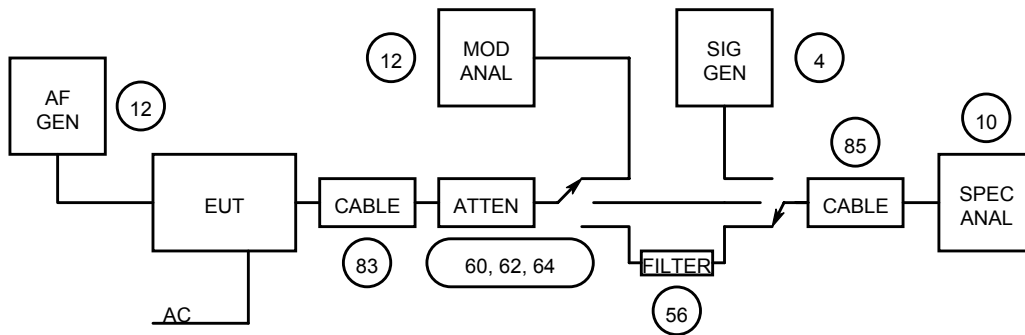 12
MOD
ANAL
SIG
GEN
4
AF
GEN
12
10
85
EUT
CABLE
ATTEN
CABLE
SPEC
ANAL
83
60, 62, 64
FILTER
56
AC